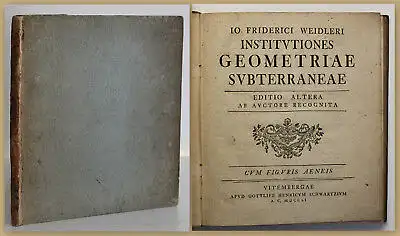 IO. FRIDERICI WEIDLERI
INSTITVTIONES
GEOMETRIAE
SVBTERRANEAE
EDITIO ALTERA
AB AVCTORE RECOGNITA
CVM FIGVRIS AENEIS
VITEMBERGAE
APVD GOTTLIEB HENRICVM SCHWARTZIVM
A. C. MDCCLI